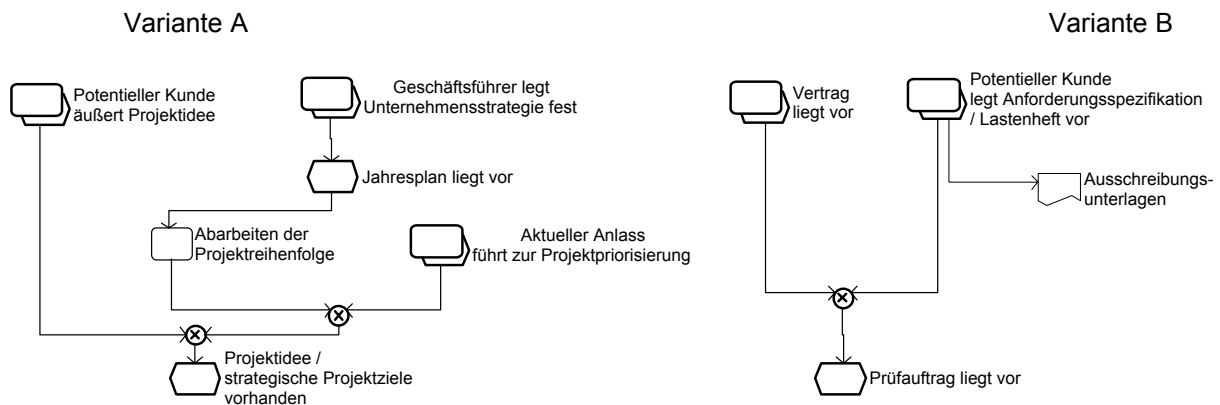 Variante A
Potentieller Kunde
äußert Projektidee
Geschäftsführer legt
Unternehmensstrategie fest
Jahresplan liegt vor
Abarbeiten der
Projektreihenfolge
Aktueller Anlass
führt zur Projektpriorisierung
Projektidee /
strategische Projektziele
vorhanden
Variante B
Vertrag
liegt vor
Potentieller Kunde
legt Anforderungsspezifikation
/ Lastenheft vor
Ausschreibungs-
unterlagen
Prüfauftrag liegt vor